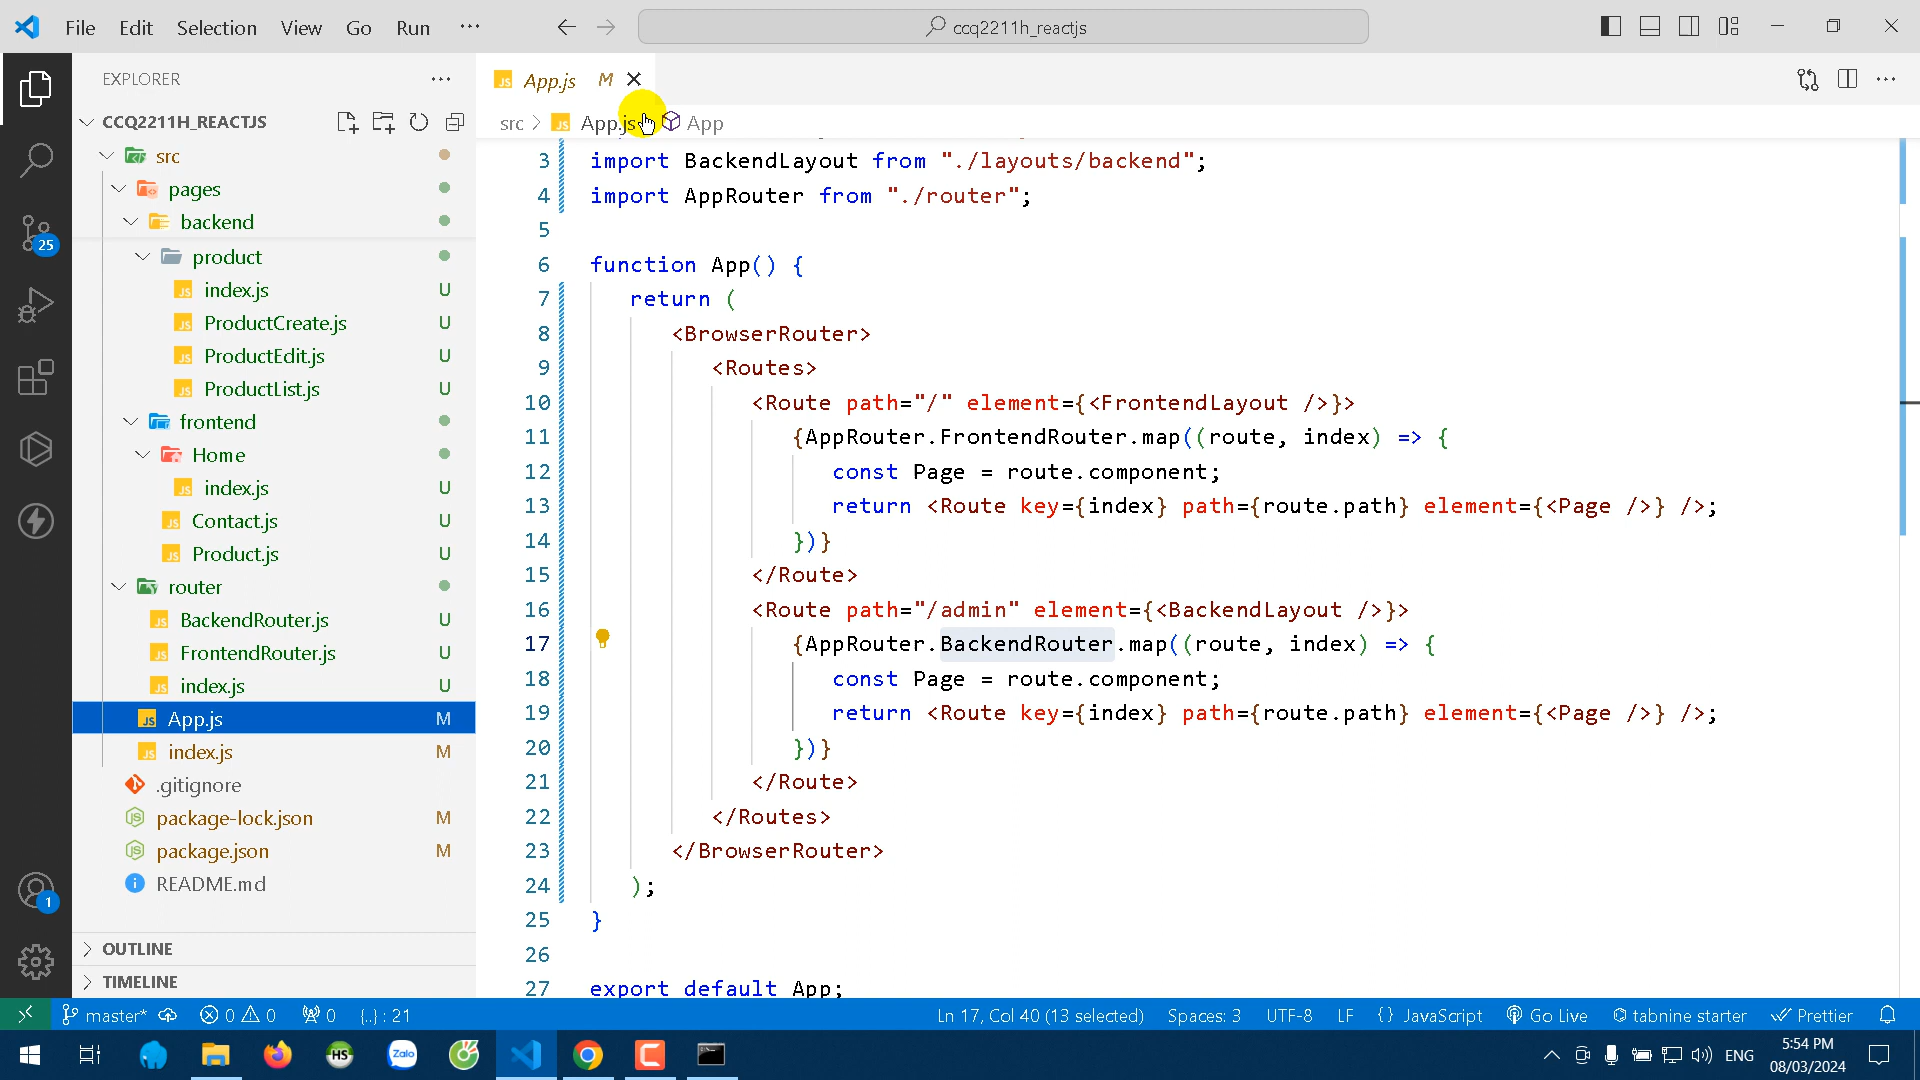 File Edit Selection View Go Run ···
ccq2211h_reactjs
EXPLORER
CCQ2211H_REACTJS
src
pages
backend
product
index.js U
ProductCreate.js U
ProductEdit.js U
ProductList.js U
frontend
Home
index.js U
Contact.js U
Product.js U
router
BackendRouter.js U
FrontendRouter.js U
index.js U
App.js M
index.js M
.gitignore
package-lock.json M
package.json M
README.md
OUTLINE
TIMELINE
25
1
App.js M
src > App.js App
3 import BackendLayout from "./layouts/backend";
4 import AppRouter from "./router";
5
6 function App() {
7 return (
8 <BrowserRouter>
9 <Routes>
10 <Route path="/" element={<FrontendLayout />}>
11 {AppRouter.FrontendRouter.map((route, index) => {
12 const Page = route.component;
13 return <Route key={index} path={route.path} element={<Page />} />;
14 })}
15 </Route>
16 <Route path="/admin" element={<BackendLayout />}>
17 {AppRouter.BackendRouter.map((route, index) => {
18 const Page = route.component;
19 return <Route key={index} path={route.path} element={<Page />} />;
20 })}
21 </Route>
22 </Routes>
23 </BrowserRouter>
24 );
25 }
26
27 export default App;
master* 0 0 0 {..} : 21 Ln 17, Col 40 (13 selected) Spaces: 3 UTF-8 LF {} JavaScript Go Live tabnine starter Prettier
HS Zalo ENG
5:54 PM
08/03/2024